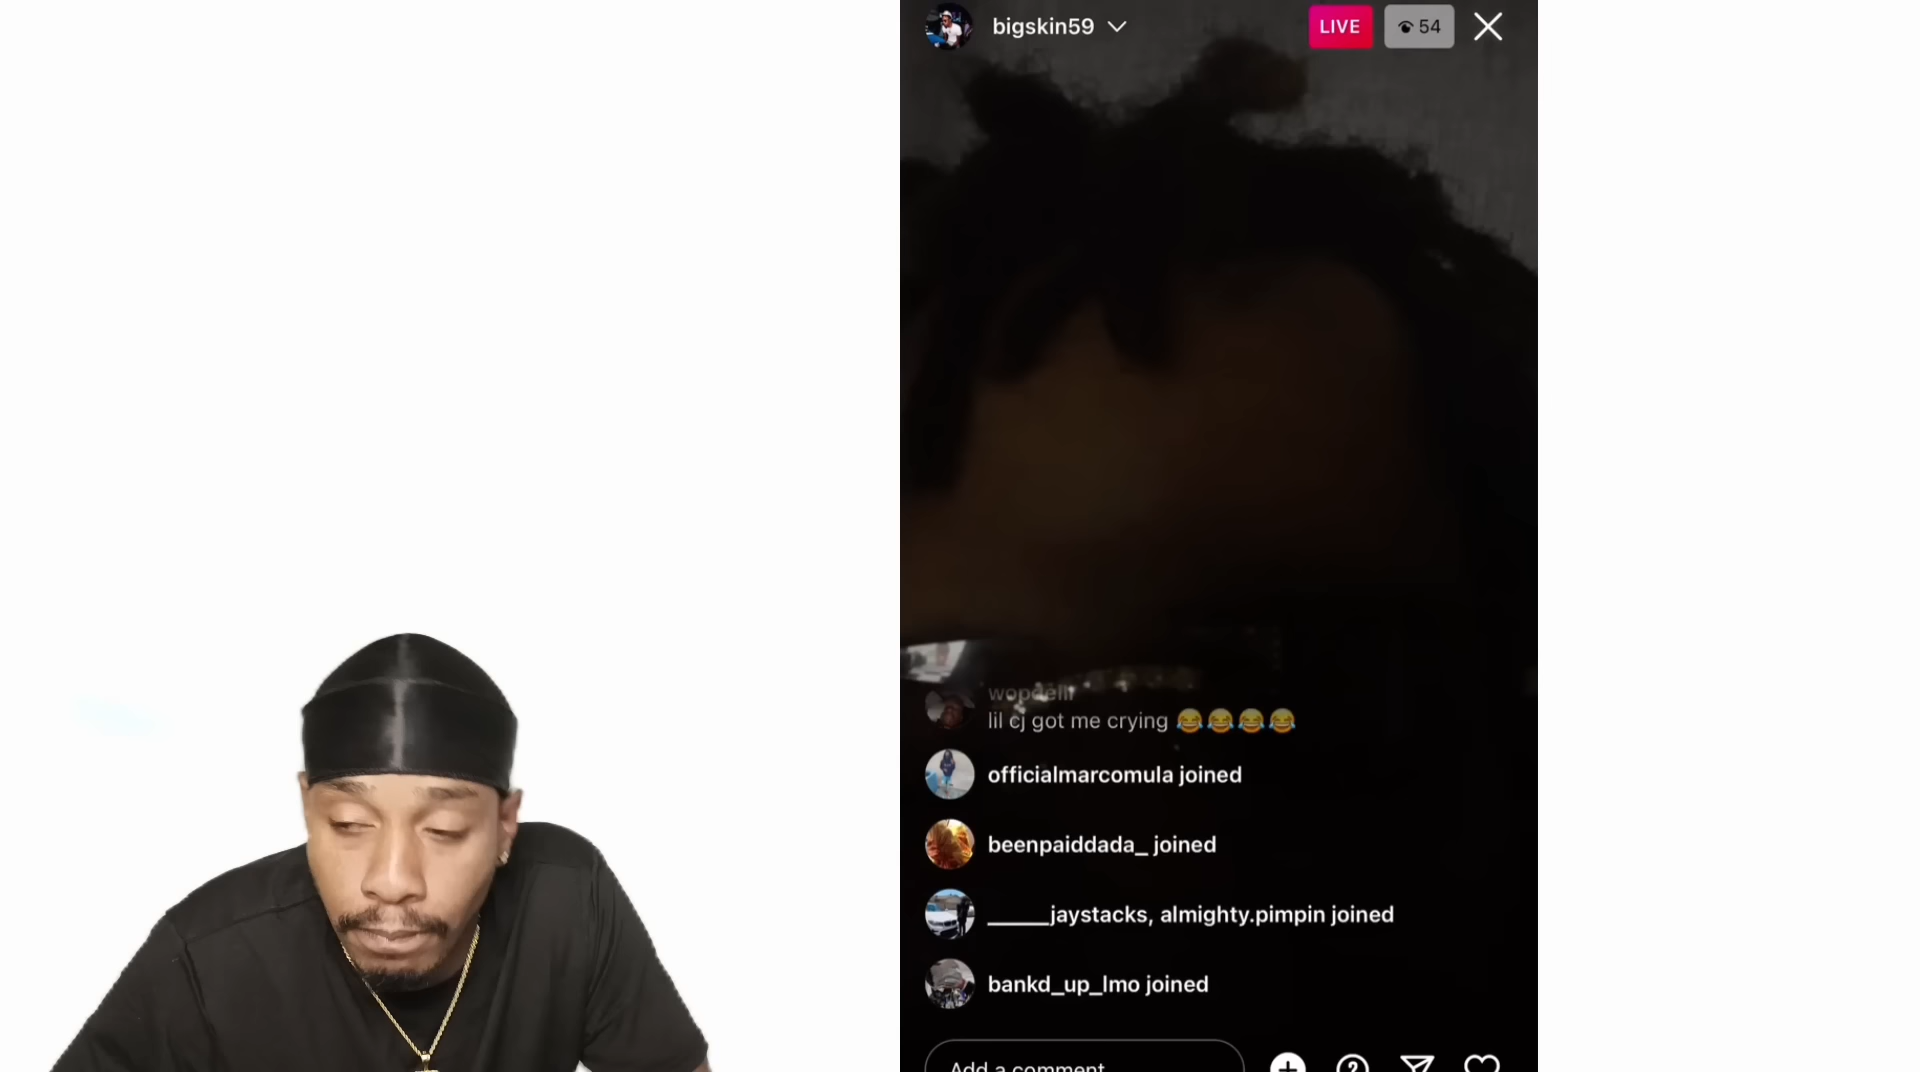 bigskin59
LIVE
54
lil cj got me crying 😂😂😂😂
officialmarcomula joined
beenpaiddada_ joined
______jaystacks, almighty.pimpin joined
bankd_up_lmo joined
Add a comment